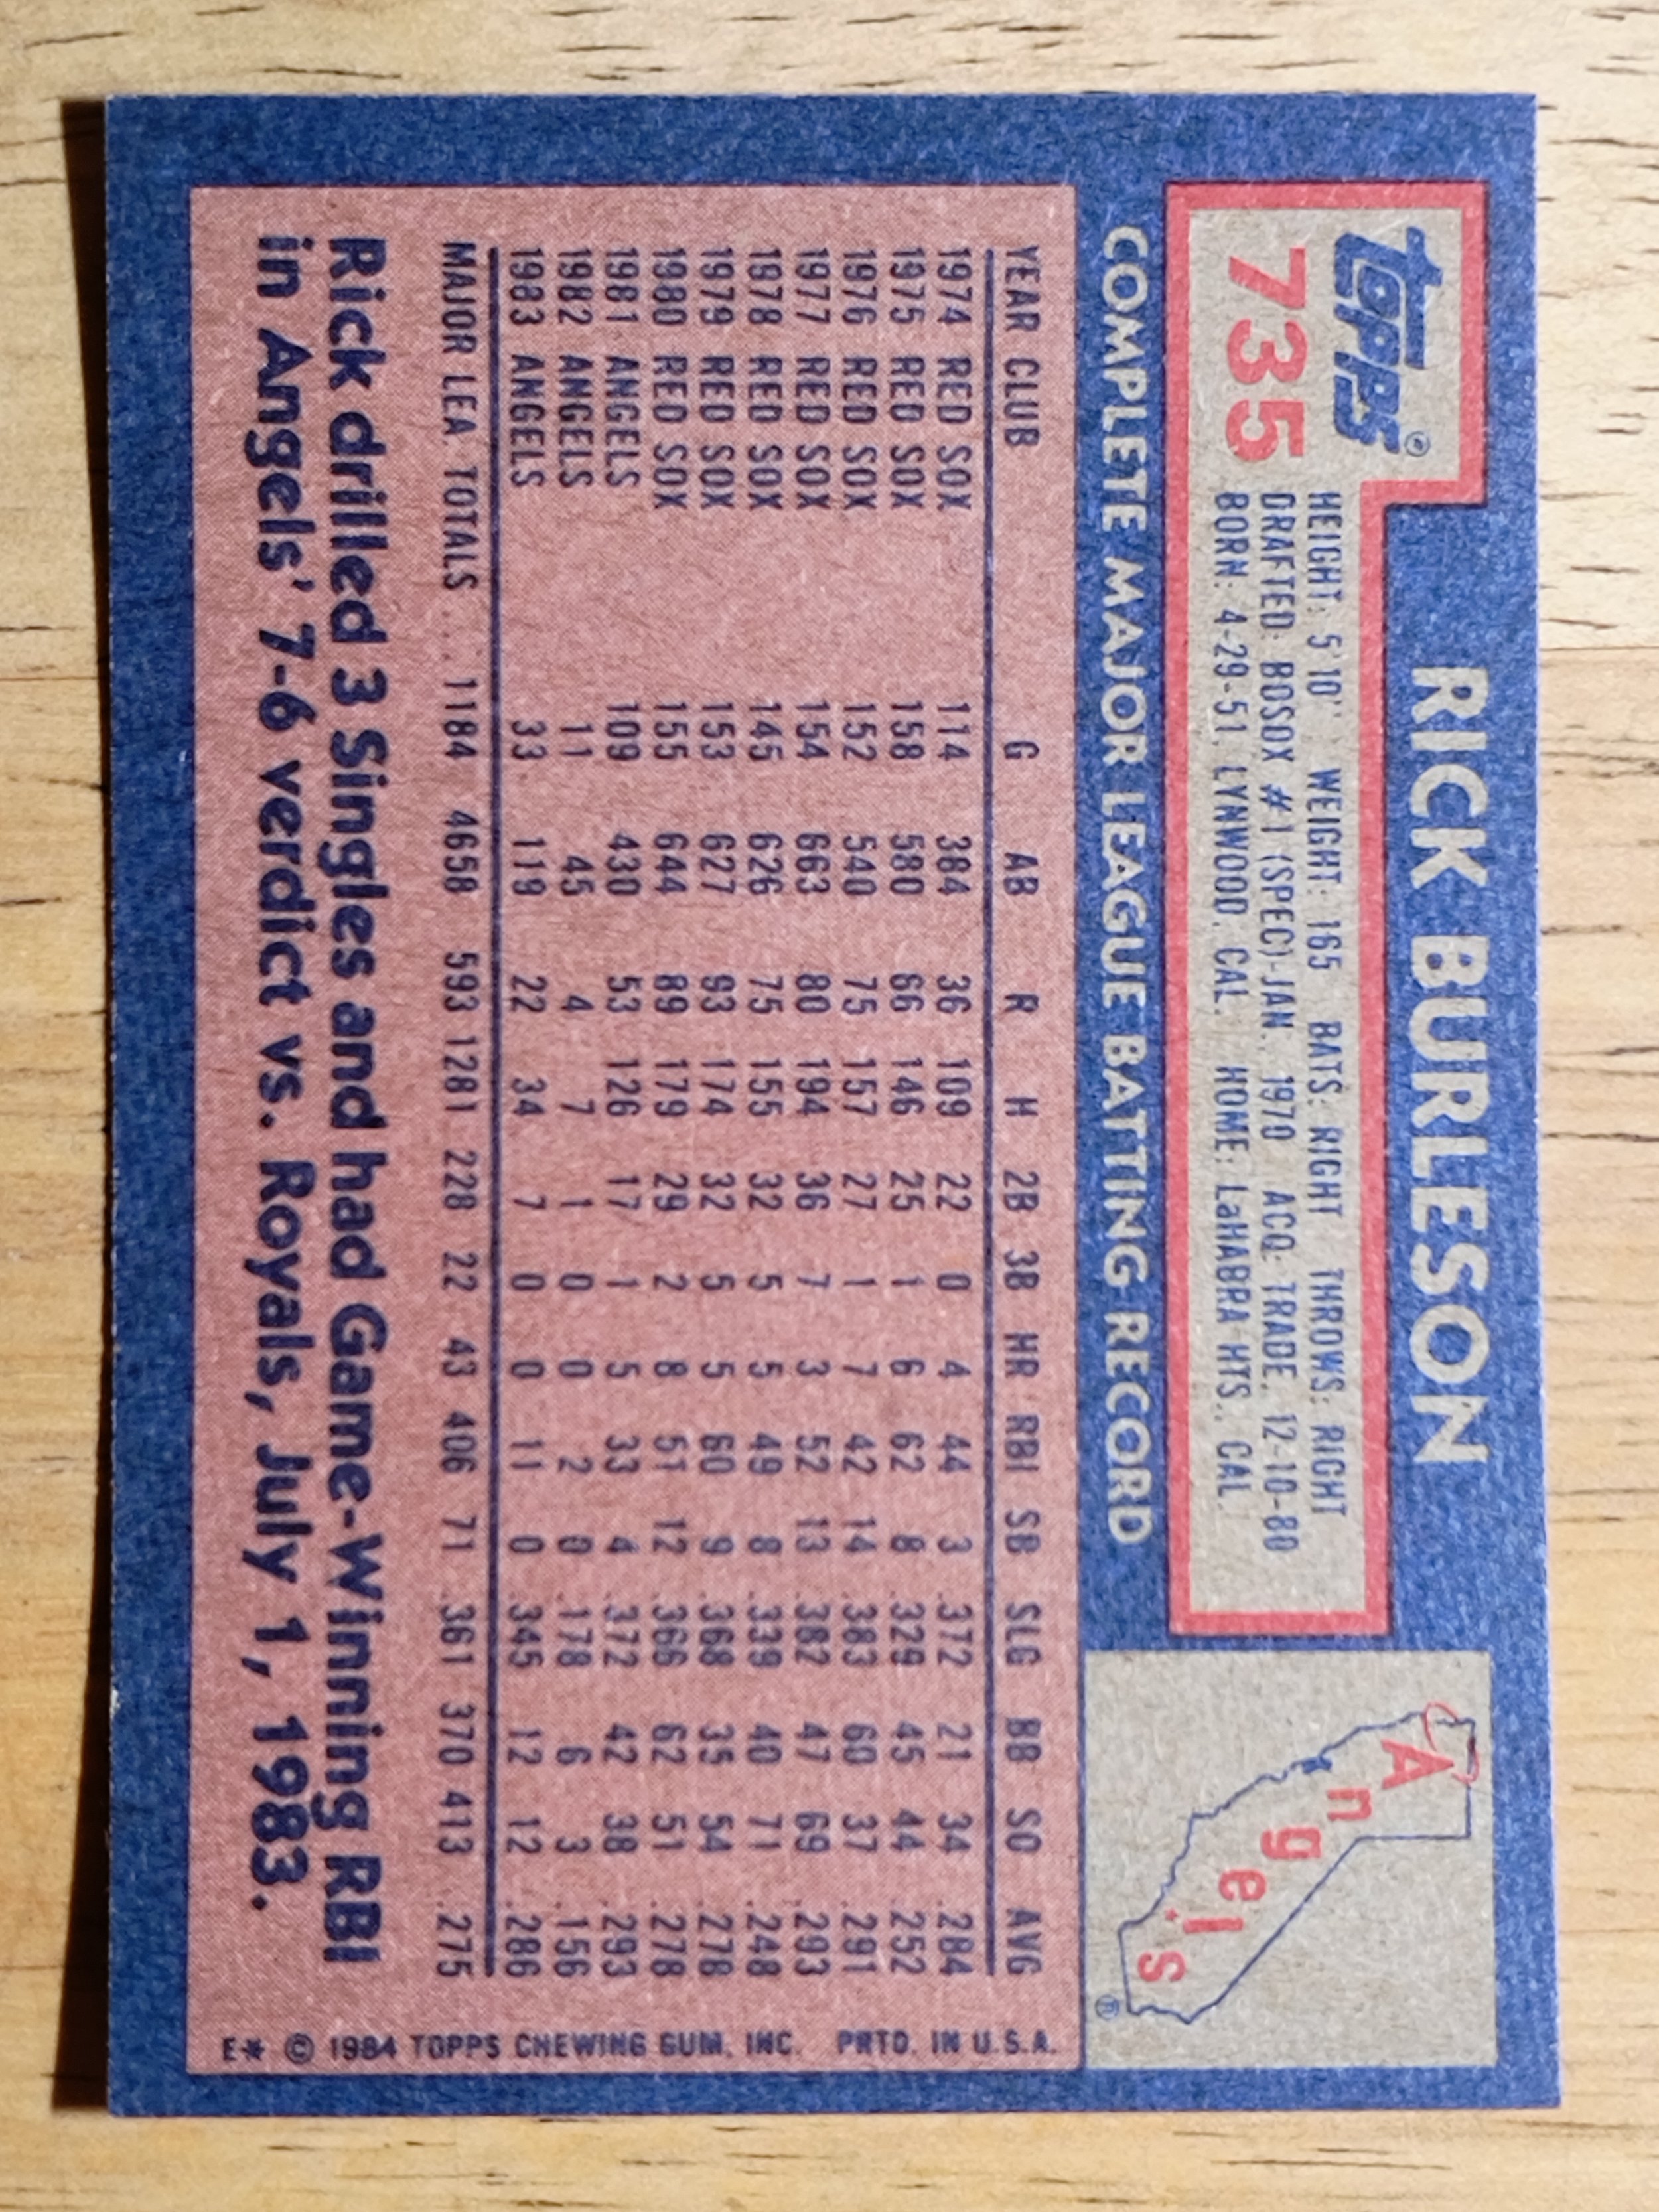 topps®
735
RICK BURLESON
HEIGHT: 5'10'' WEIGHT: 165 BATS: RIGHT THROWS: RIGHT
DRAFTED: BOSOX #1 (SPEC)-JAN., 1970 ACQ: TRADE, 12-10-80
BORN: 4-29-51, LYNWOOD, CAL. HOME: LaHABRA HTS., CAL.
Angels
®
COMPLETE MAJOR LEAGUE BATTING RECORD
YEAR CLUB G AB R H 2B 3B HR RBI SB SLG BB SO AVG
1974 RED SOX 114 384 36 109 22 0 4 44 3 .372 21 34 .284
1975 RED SOX 158 580 66 146 25 1 6 62 8 .329 45 44 .252
1976 RED SOX 152 540 75 157 27 1 7 42 14 .383 60 37 .291
1977 RED SOX 154 663 80 194 36 7 3 52 13 .382 47 69 .293
1978 RED SOX 145 626 75 155 32 5 5 49 8 .339 40 71 .248
1979 RED SOX 153 627 93 174 32 5 5 60 9 .368 35 54 .278
1980 RED SOX 155 644 89 179 29 2 8 51 12 .366 62 51 .278
1981 ANGELS 109 430 53 126 17 1 5 33 4 .372 42 38 .293
1982 ANGELS 11 45 4 7 1 0 0 2 0 .178 6 3 .156
1983 ANGELS 33 119 22 34 7 0 0 11 0 .345 12 12 .286
MAJOR LEA. TOTALS ... 1184 4658 593 1281 228 22 43 406 71 .361 370 413 .275
Rick drilled 3 Singles and had Game-Winning RBI
in Angels' 7-6 verdict vs. Royals, July 1, 1983.
E* © 1984 TOPPS CHEWING GUM, INC. PRTD. IN U.S.A.